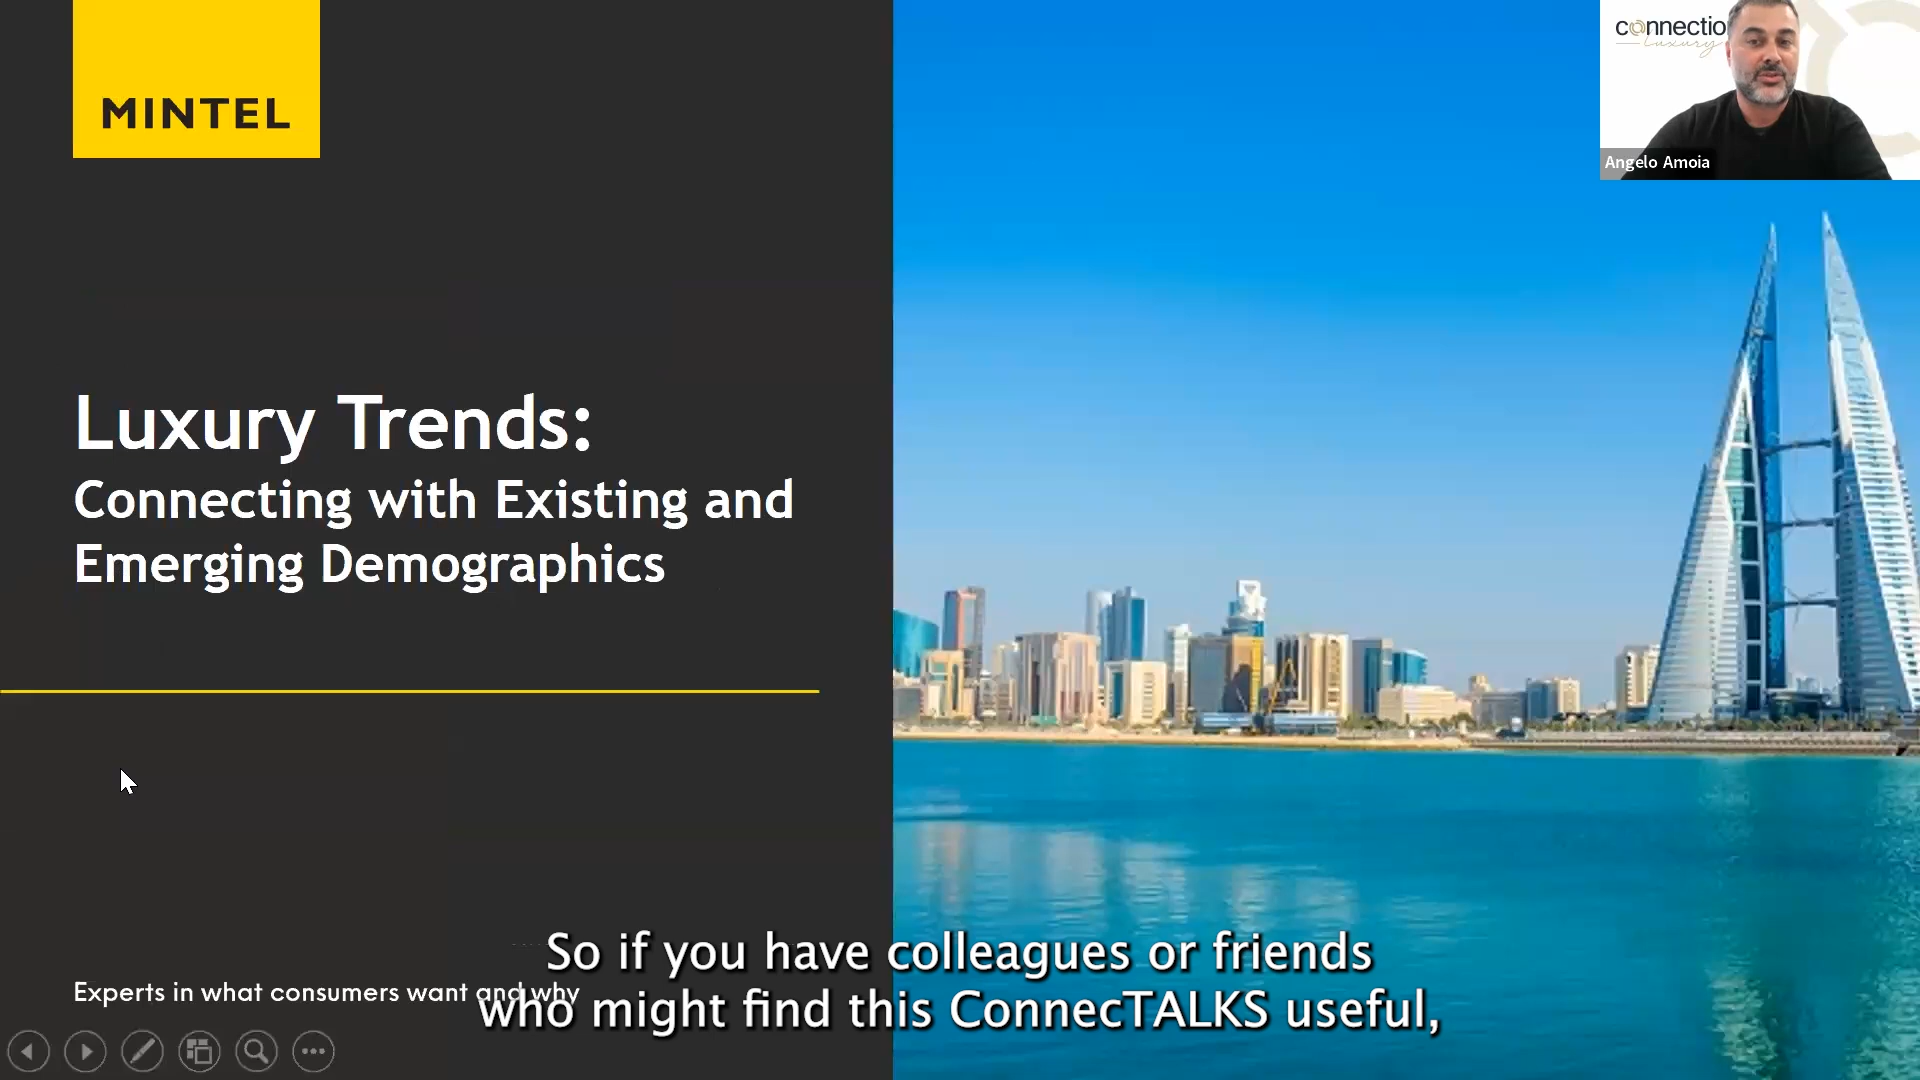 MINTEL
connectio
luxury
Angelo Amoia
Luxury Trends:
Connecting with Existing and
Emerging Demographics
Experts in what consumers want and why
So if you have colleagues or friends
who might find this ConnecTALKS useful,